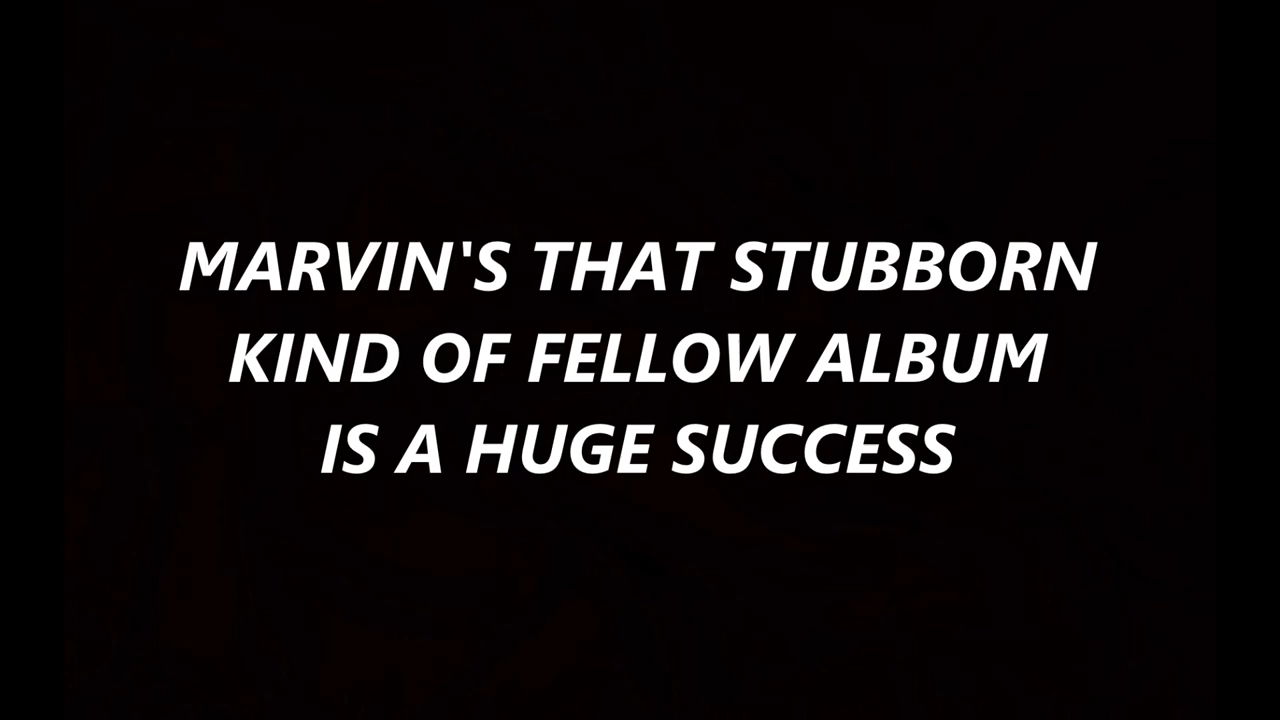 MARVIN'S THAT STUBBORN
KIND OF FELLOW ALBUM
IS A HUGE SUCCESS